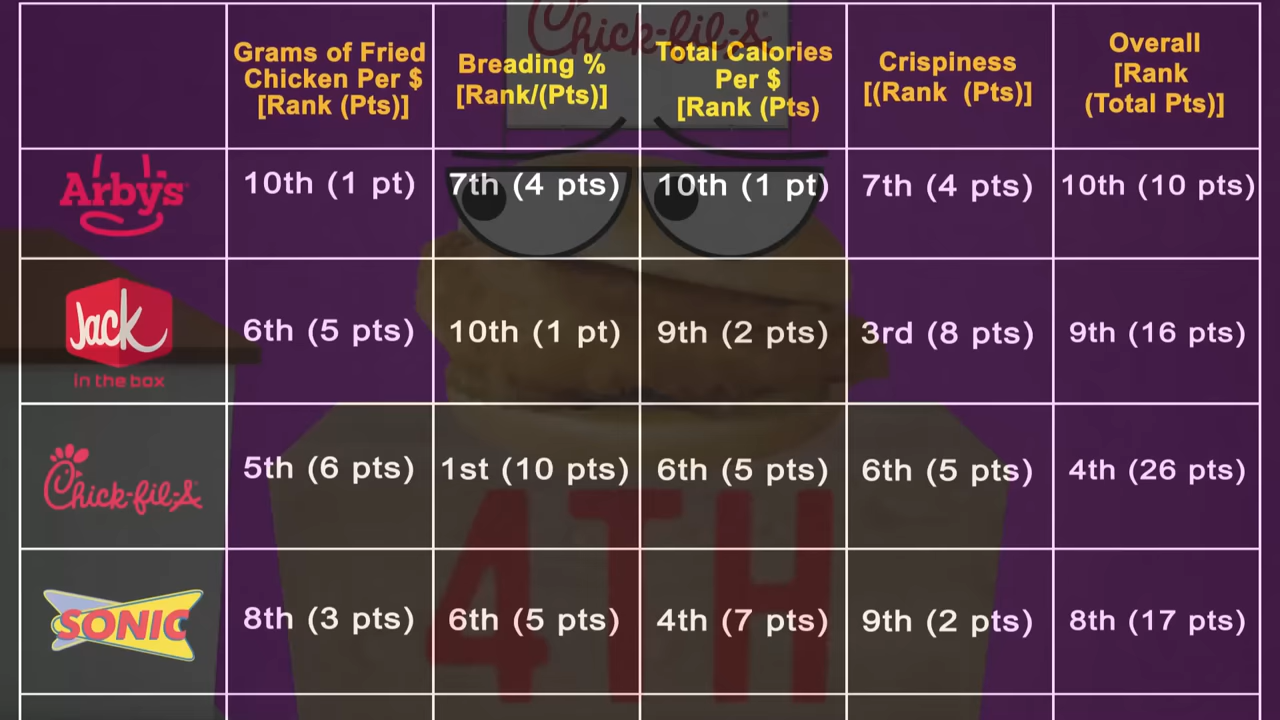 Chick-fil-A
Grams of Fried
Chicken Per $
[Rank (Pts)]
Breading %
[Rank/(Pts)]
Total Calories
Per $
[Rank (Pts)
Crispiness
[(Rank (Pts)]
Overall
[Rank
(Total Pts)]
Arby's
10th (1 pt)
7th (4 pts)
10th (1 pt)
7th (4 pts)
10th (10 pts)
Jack
in the box
6th (5 pts)
10th (1 pt)
9th (2 pts)
3rd (8 pts)
9th (16 pts)
Chick-fil-A
5th (6 pts)
1st (10 pts)
6th (5 pts)
6th (5 pts)
4th (26 pts)
4TH
SONIC
8th (3 pts)
6th (5 pts)
4th (7 pts)
9th (2 pts)
8th (17 pts)